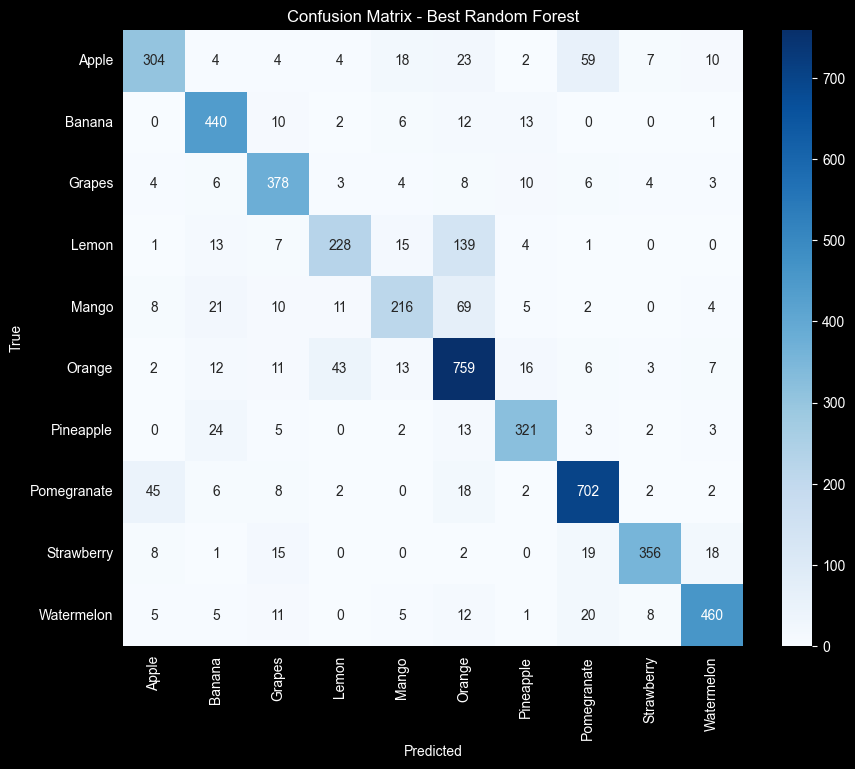 Confusion Matrix - Best Random Forest
Apple 304 4 4 4 18 23 2 59 7 10
Banana 0 440 10 2 6 12 13 0 0 1
Grapes 4 6 378 3 4 8 10 6 4 3
Lemon 1 13 7 228 15 139 4 1 0 0
Mango 8 21 10 11 216 69 5 2 0 4
Orange 2 12 11 43 13 759 16 6 3 7
Pineapple 0 24 5 0 2 13 321 3 2 3
Pomegranate 45 6 8 2 0 18 2 702 2 2
Strawberry 8 1 15 0 0 2 0 19 356 18
Watermelon 5 5 11 0 5 12 1 20 8 460
True
Apple Banana Grapes Lemon Mango Orange Pineapple Pomegranate Strawberry Watermelon
Predicted
700
600
500
400
300
200
100
0